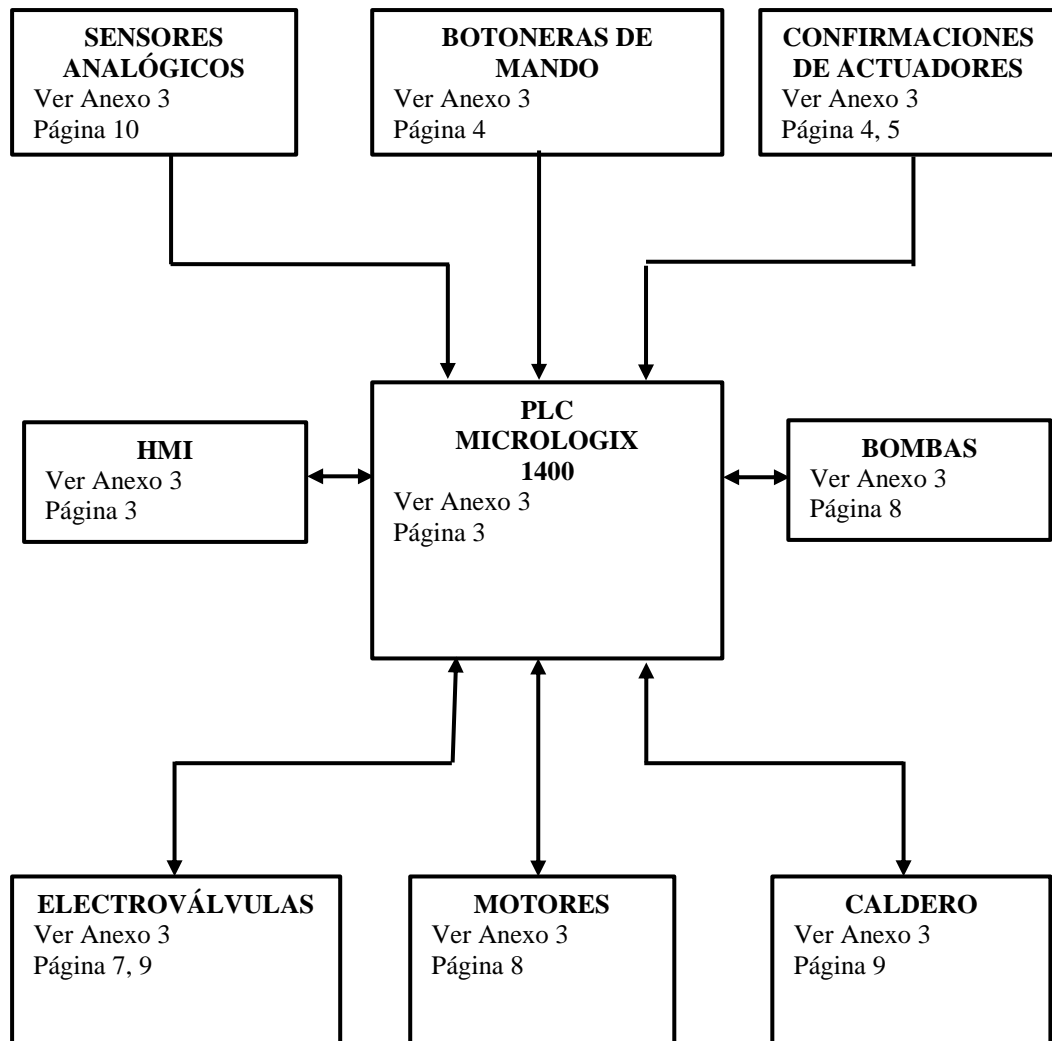 SENSORES
ANALÓGICOS
Ver Anexo 3
Página 10
BOTONERAS DE
MANDO
Ver Anexo 3
Página 4
CONFIRMACIONES
DE ACTUADORES
Ver Anexo 3
Página 4, 5
HMI
Ver Anexo 3
Página 3
PLC
MICROLOGIX
1400
Ver Anexo 3
Página 3
BOMBAS
Ver Anexo 3
Página 8
ELECTROVÁLVULAS
Ver Anexo 3
Página 7, 9
MOTORES
Ver Anexo 3
Página 8
CALDERO
Ver Anexo 3
Página 9